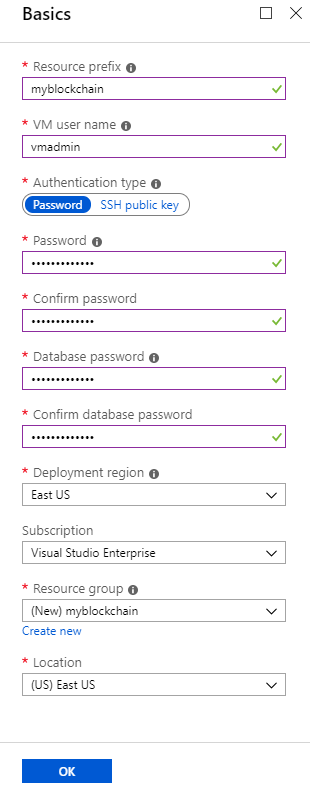 Basics
* Resource prefix
myblockchain
* VM user name
vmadmin
* Authentication type
Password SSH public key
* Password
•••••••••••••
* Confirm password
•••••••••••••
* Database password
•••••••••••••
* Confirm database password
•••••••••••••
* Deployment region
East US
Subscription
Visual Studio Enterprise
* Resource group
(New) myblockchain
Create new
* Location
(US) East US
OK